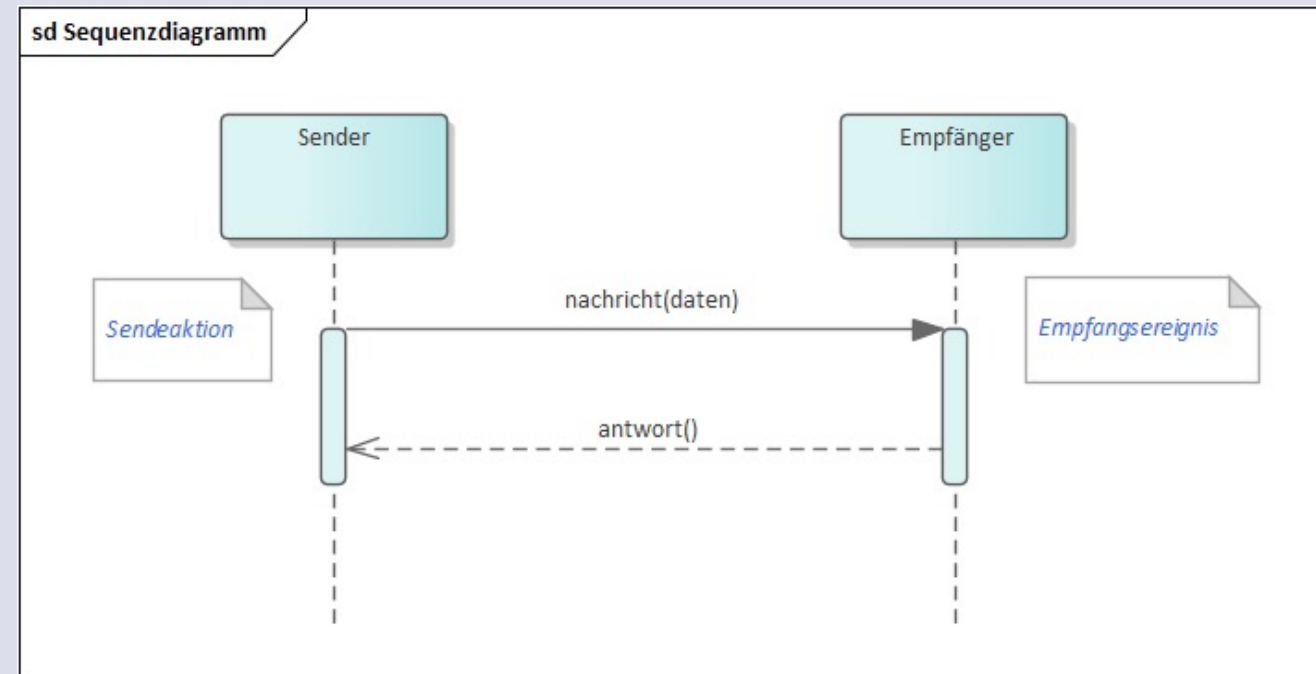 sd Sequenzdiagramm
Sender
Empfänger
nachricht(daten)
Sendeaktion
Empfangsereignis
antwort()